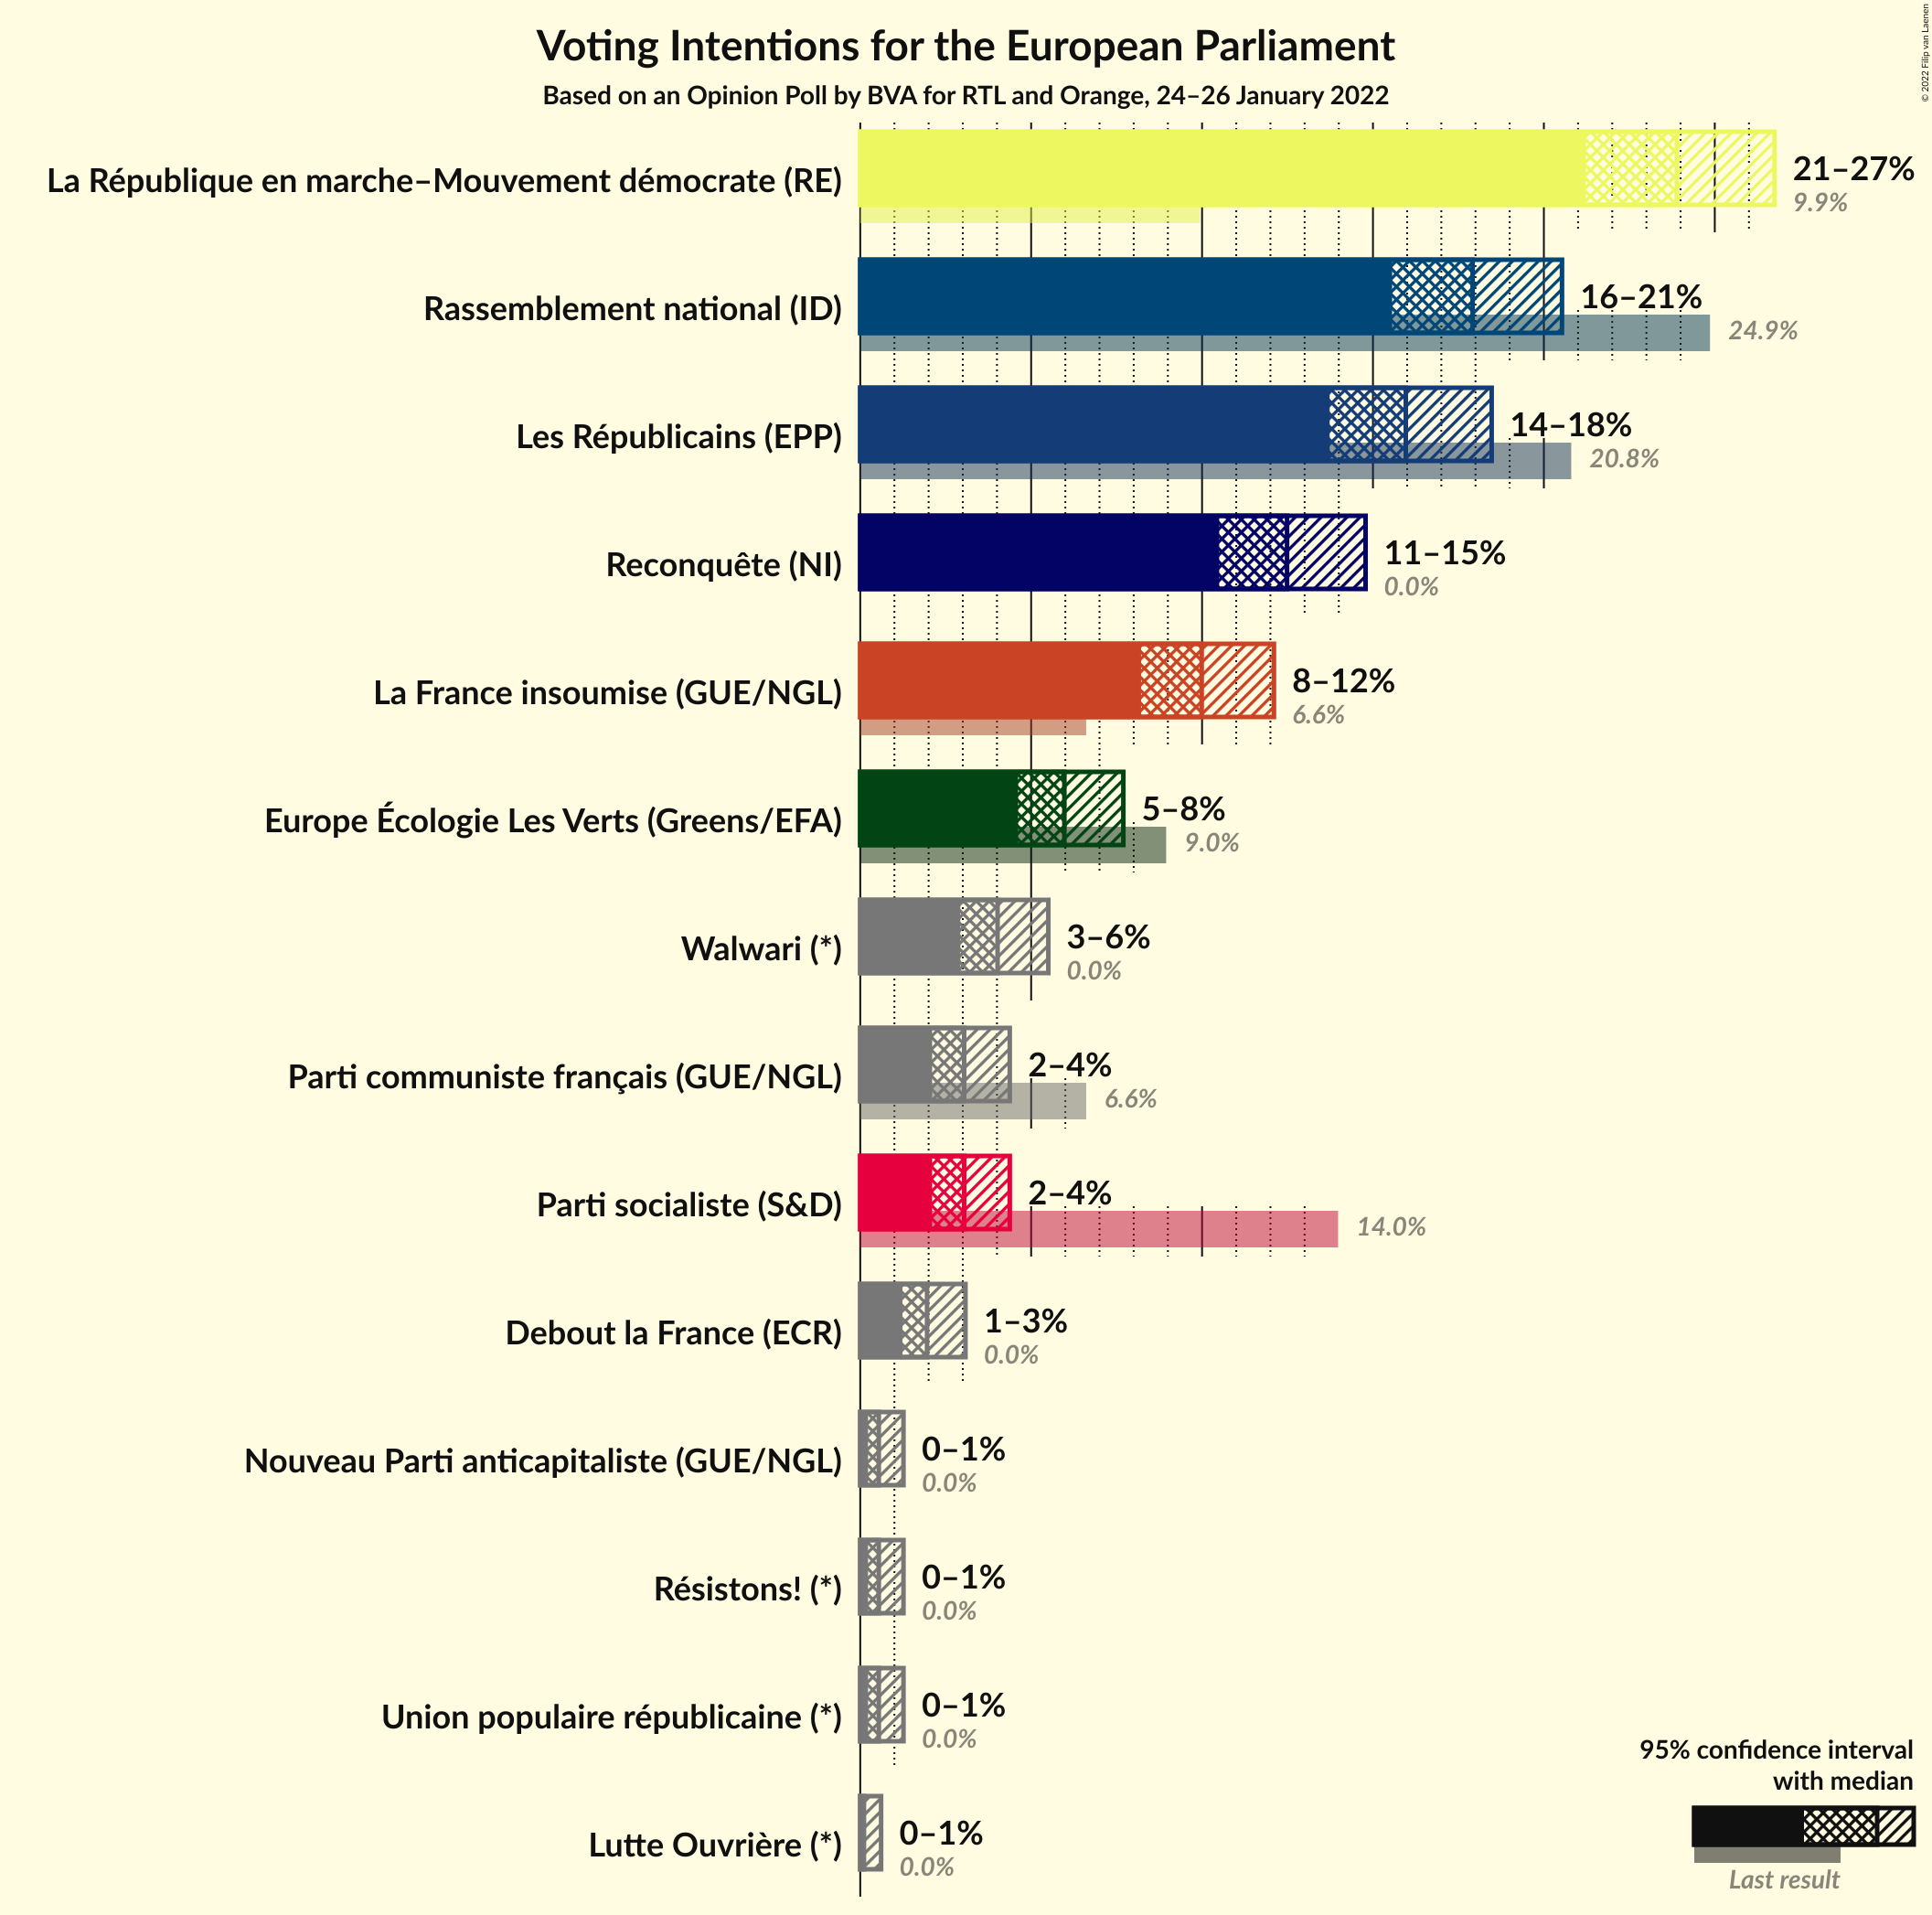 Voting Intentions for the European Parliament
Based on an Opinion Poll by BVA for RTL and Orange, 24–26 January 2022
© 2022 Filip van Laenen
La République en marche–Mouvement démocrate (RE)
21–27%
9.9%
Rassemblement national (ID)
16–21%
24.9%
Les Républicains (EPP)
14–18%
20.8%
Reconquête (NI)
11–15%
0.0%
La France insoumise (GUE/NGL)
8–12%
6.6%
Europe Écologie Les Verts (Greens/EFA)
5–8%
9.0%
Walwari (*)
3–6%
0.0%
Parti communiste français (GUE/NGL)
2–4%
6.6%
Parti socialiste (S&D)
2–4%
14.0%
Debout la France (ECR)
1–3%
0.0%
Nouveau Parti anticapitaliste (GUE/NGL)
0–1%
0.0%
Résistons! (*)
0–1%
0.0%
Union populaire républicaine (*)
0–1%
0.0%
Lutte Ouvrière (*)
0–1%
0.0%
95% confidence interval
with median
Last result